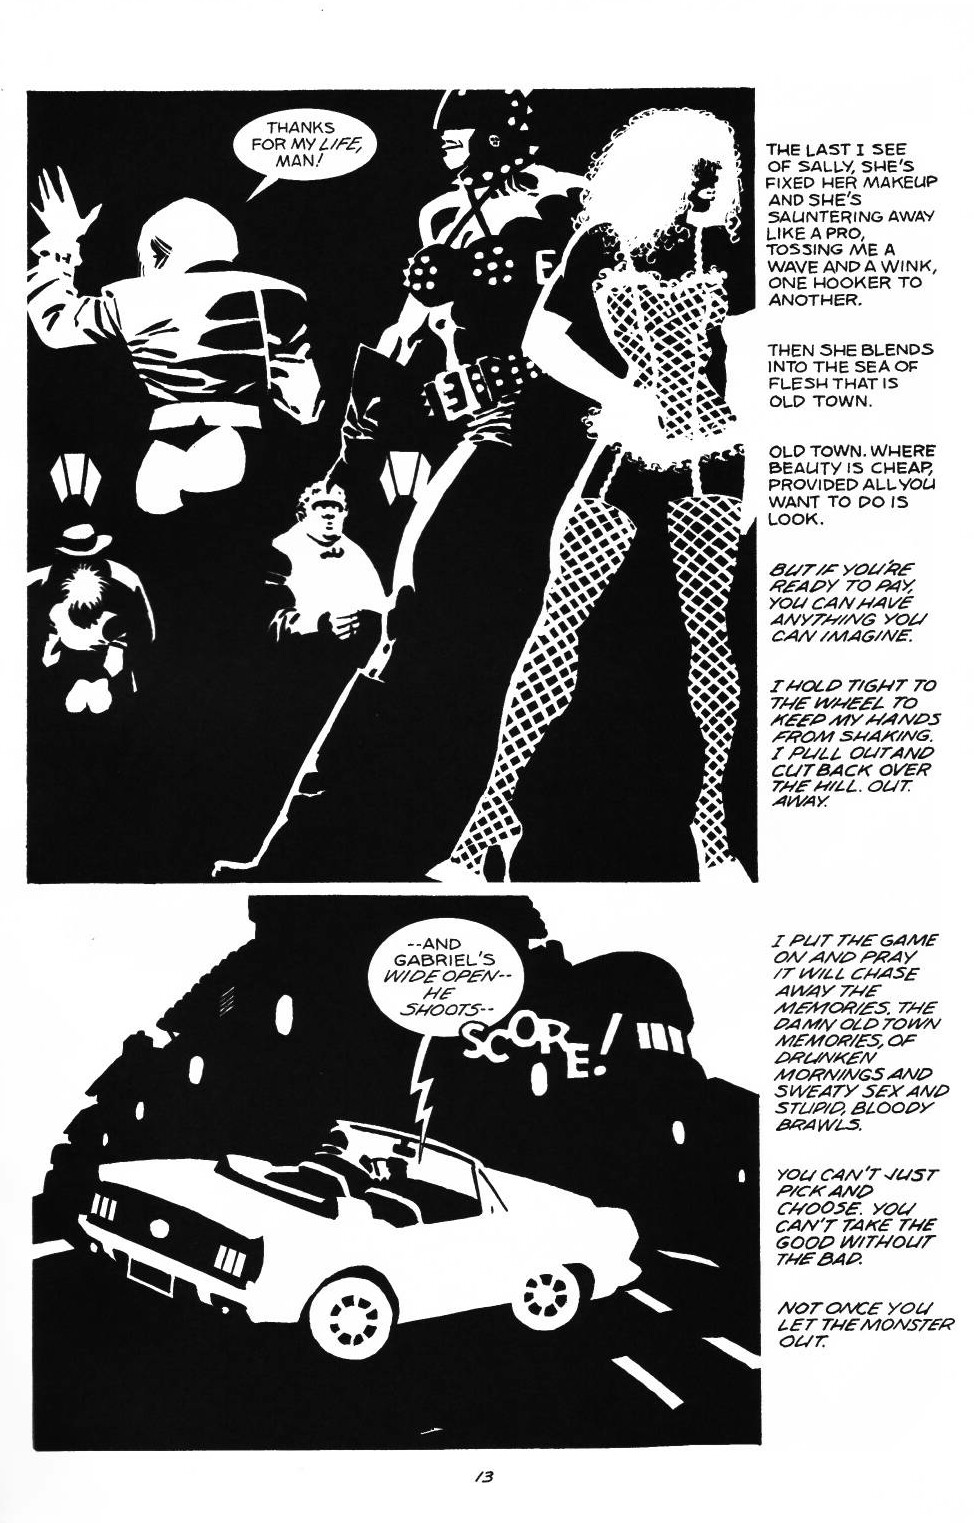 THANKS
FOR MY LIFE,
MAN!
THE LAST I SEE
OF SALLY, SHE'S
FIXED HER MAKEUP
AND SHE'S
SAUNTERING AWAY
LIKE A PRO,
TOSSING ME A
WAVE AND A WINK,
ONE HOOKER TO
ANOTHER.
THEN SHE BLENDS
INTO THE SEA OF
FLESH THAT IS
OLD TOWN.
OLD TOWN. WHERE
BEAUTY IS CHEAP,
PROVIDED ALL YOU
WANT TO DO IS
LOOK.
BUT IF YOU'RE
READY TO PAY,
YOU CAN HAVE
ANYTHING YOU
CAN IMAGINE.
I HOLD TIGHT TO
THE WHEEL TO
KEEP MY HANDS
FROM SHAKING.
I PULL OUT AND
CUT BACK OVER
THE HILL. OUT.
AWAY.
--AND
GABRIEL'S
WIDE OPEN--
HE
SHOOTS--
SCORE!
I PUT THE GAME
ON AND PRAY
IT WILL CHASE
AWAY THE
MEMORIES. THE
DAMN OLD TOWN
MEMORIES, OF
DRUNKEN
MORNINGS AND
SWEATY SEX AND
STUPID, BLOODY
BRAWLS.
YOU CAN'T JUST
PICK AND
CHOOSE. YOU
CAN'T TAKE THE
GOOD WITHOUT
THE BAD.
NOT ONCE YOU
LET THE MONSTER
OUT.
13